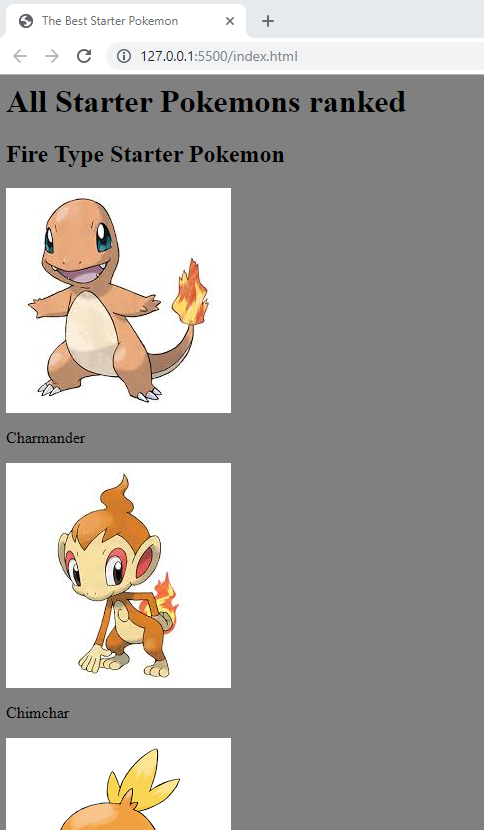 The Best Starter Pokemon
127.0.0.1:5500/index.html
All Starter Pokemons ranked
Fire Type Starter Pokemon
Charmander
Chimchar